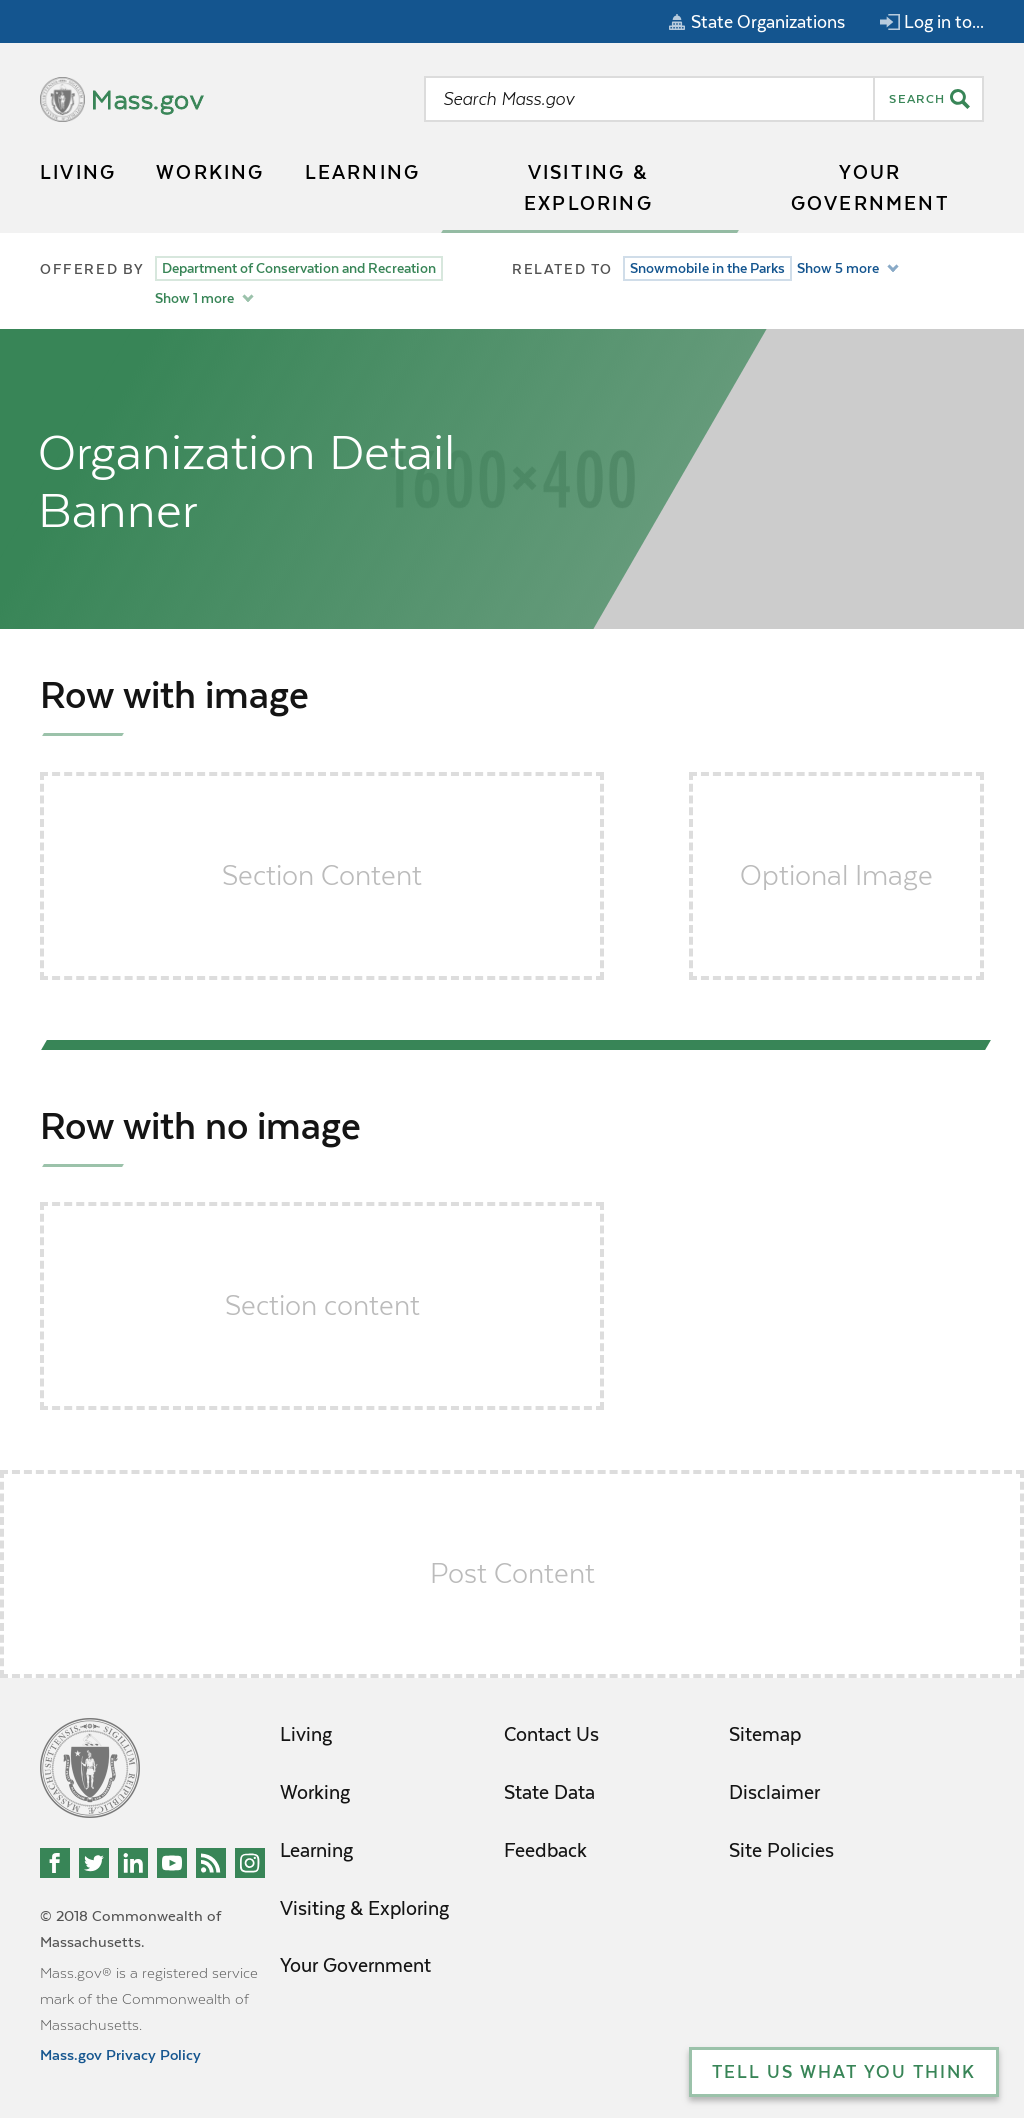 State Organizations
Log in to...
Mass.gov
Search Mass.gov
SEARCH
LIVING
WORKING
LEARNING
VISITING &
EXPLORING
YOUR
GOVERNMENT
OFFERED BY
Department of Conservation and Recreation
Show 1 more
RELATED TO
Snowmobile in the Parks
Show 5 more
Organization Detail
Banner
1600×400
Row with image
Section Content
Optional Image
Row with no image
Section content
Post Content
Living
Working
Learning
Visiting & Exploring
Your Government
Contact Us
State Data
Feedback
Sitemap
Disclaimer
Site Policies
© 2018 Commonwealth of
Massachusetts.
Mass.gov® is a registered service
mark of the Commonwealth of
Massachusetts.
Mass.gov Privacy Policy
TELL US WHAT YOU THINK